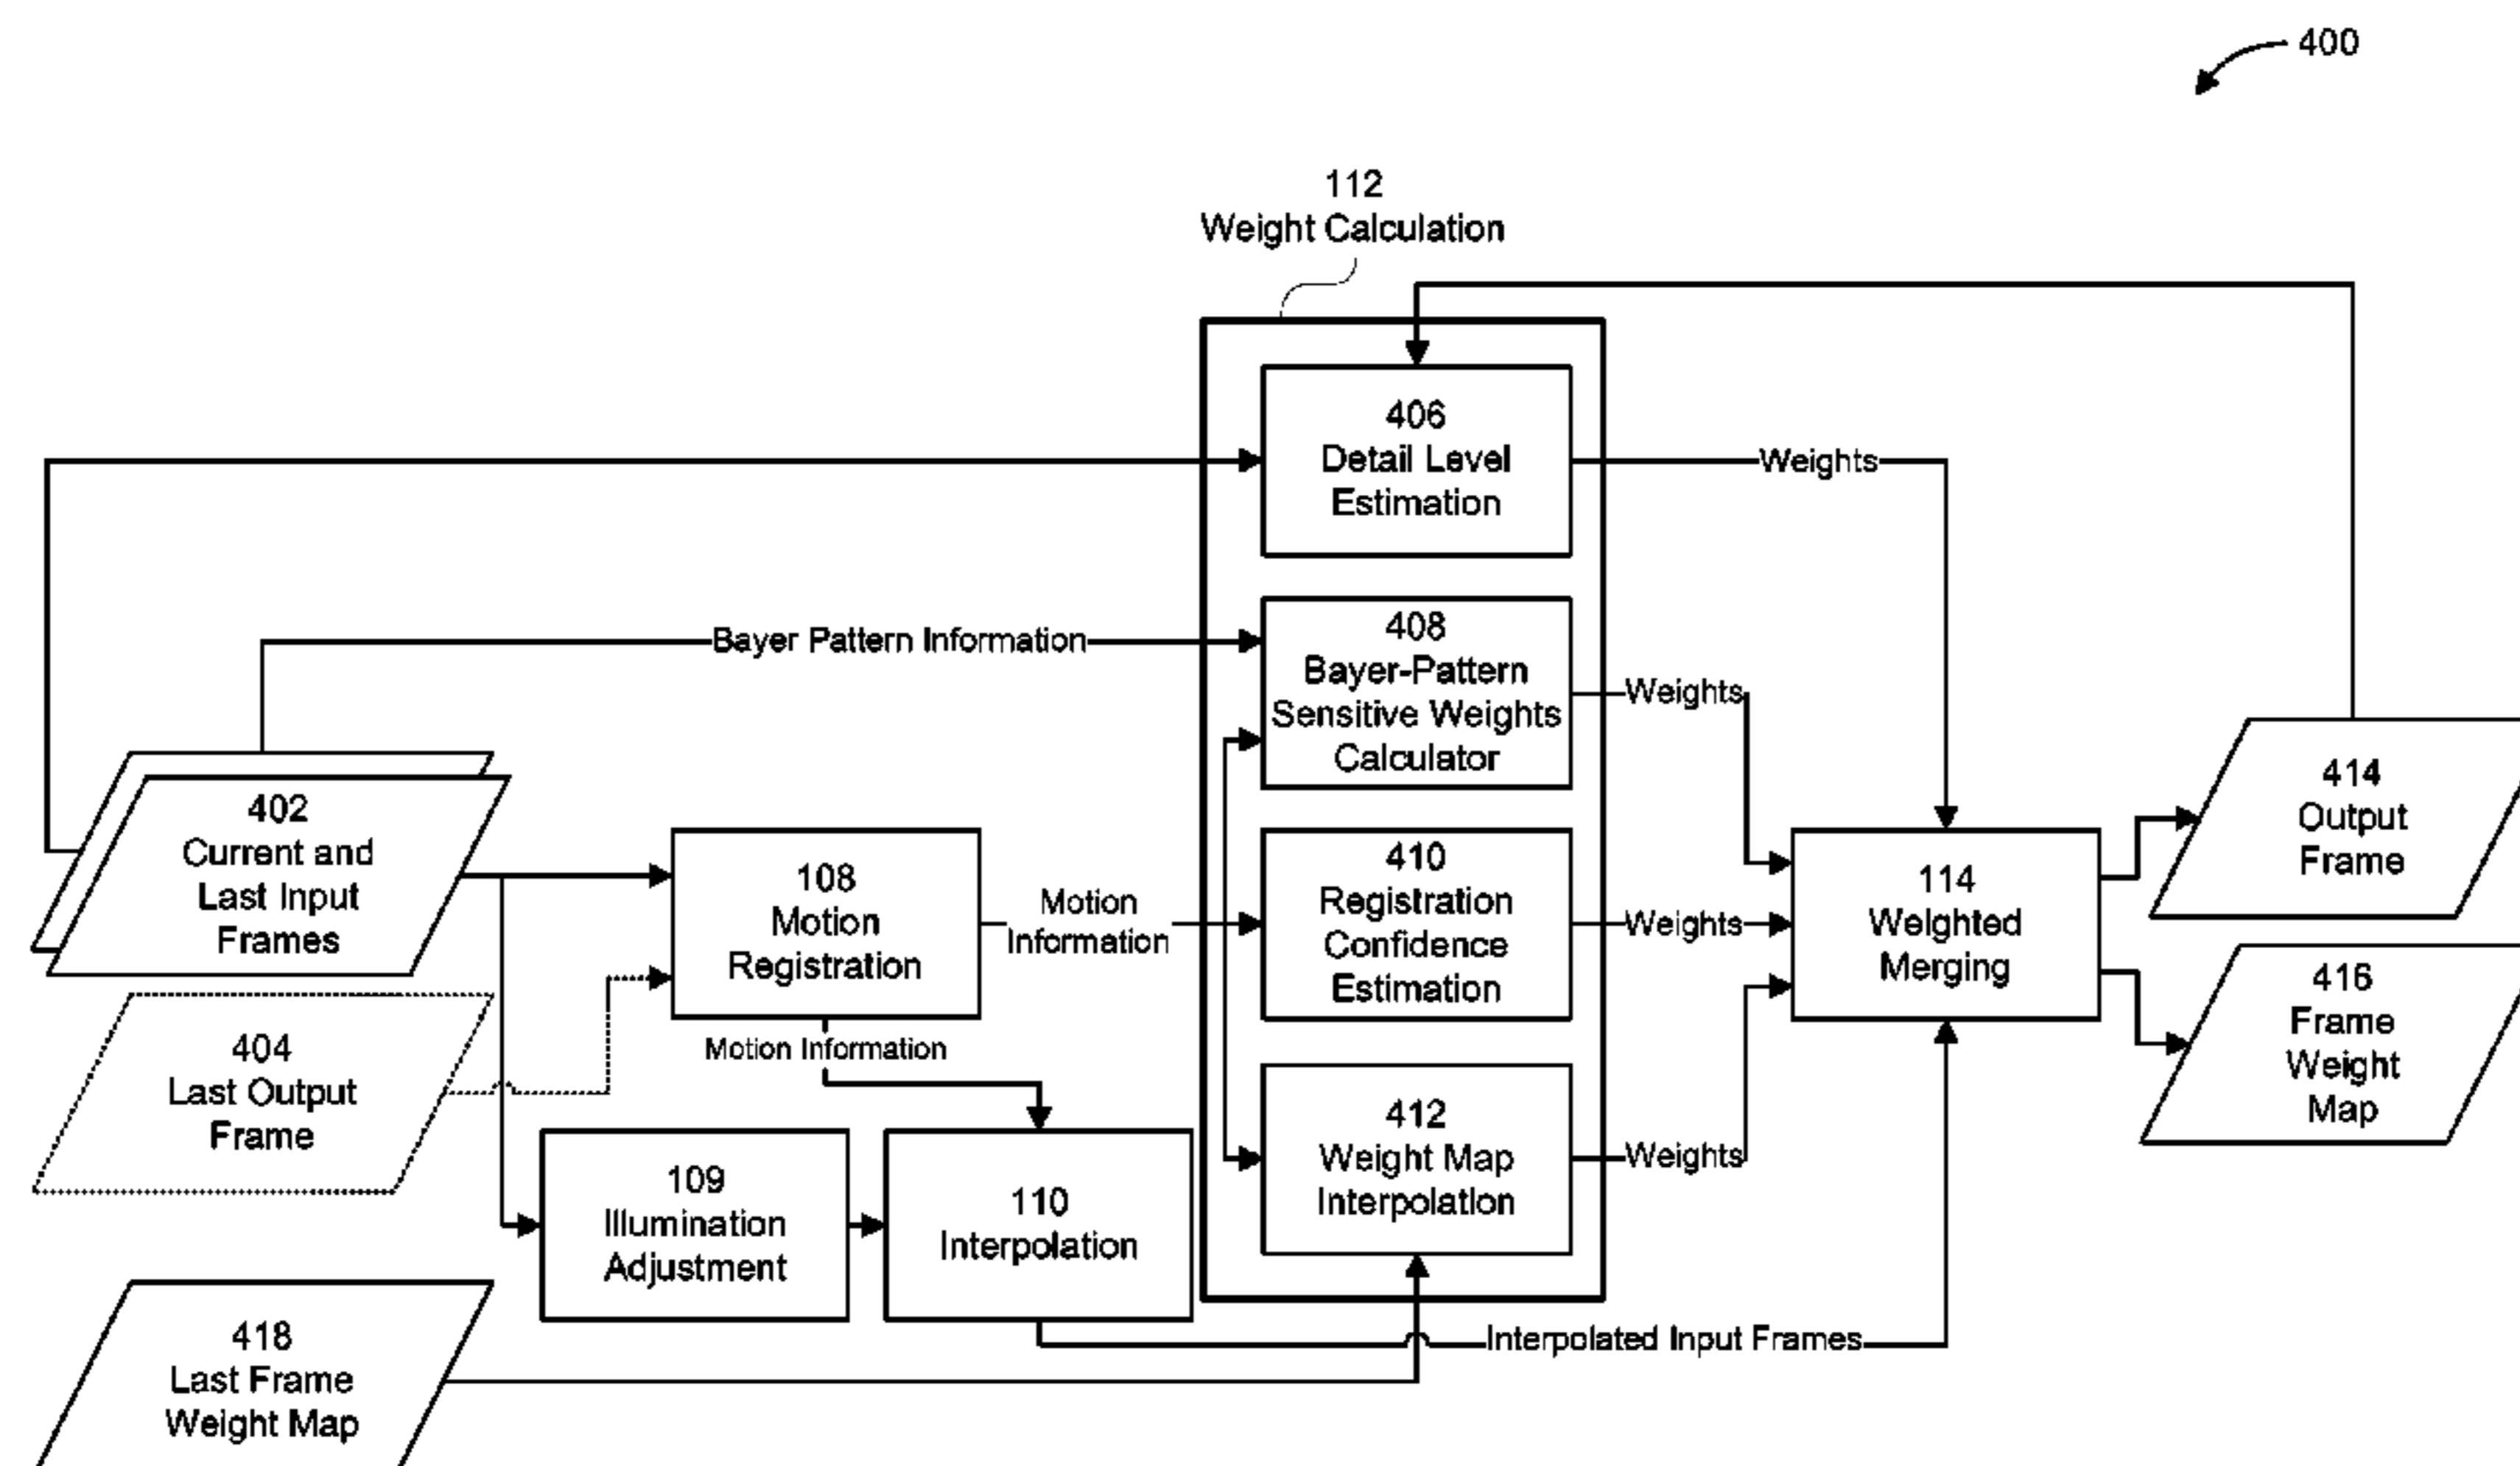 400
112
Weight Calculation
406
Detail Level
Estimation
Weights
Bayer Pattern Information
408
Bayer-Pattern
Sensitive Weights
Calculator
Weights
402
Current and
Last Input
Frames
108
Motion
Registration
Motion
Information
410
Registration
Confidence
Estimation
Weights
114
Weighted
Merging
414
Output
Frame
416
Frame
Weight
Map
404
Last Output
Frame
Motion Information
109
Illumination
Adjustment
110
Interpolation
412
Weight Map
Interpolation
Weights
Interpolated Input Frames
418
Last Frame
Weight Map